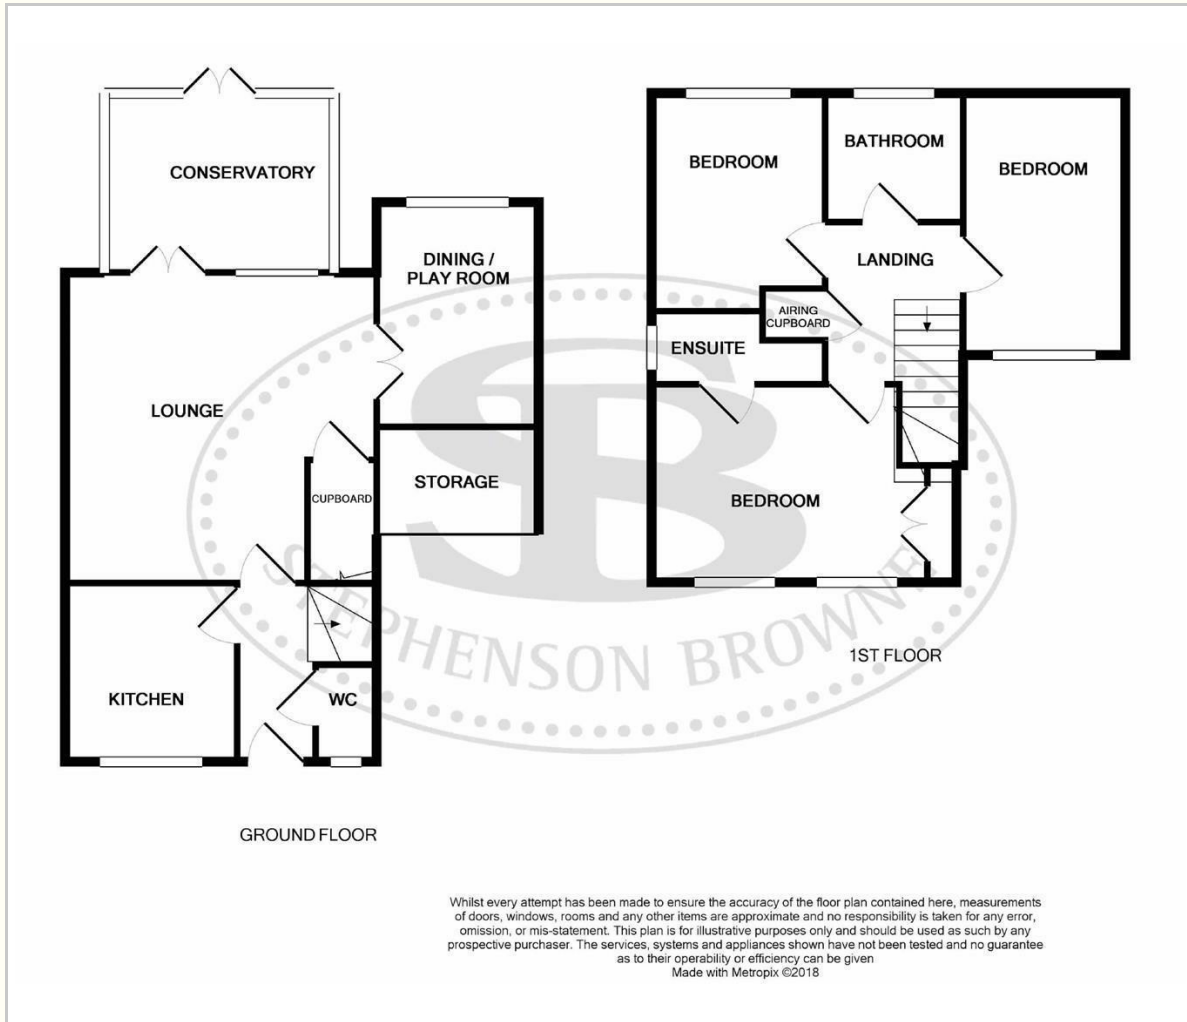 CONSERVATORY
DINING /
PLAY ROOM
LOUNGE
CUPBOARD
STORAGE
KITCHEN
WC
GROUND FLOOR
BEDROOM
BATHROOM
BEDROOM
LANDING
AIRING
CUPBOARD
ENSUITE
BEDROOM
1ST FLOOR
SB
STEPHENSON BROWNE
Whilst every attempt has been made to ensure the accuracy of the floor plan contained here, measurements
of doors, windows, rooms and any other items are approximate and no responsibility is taken for any error,
omission, or mis-statement. This plan is for illustrative purposes only and should be used as such by any
prospective purchaser. The services, systems and appliances shown have not been tested and no guarantee
as to their operability or efficiency can be given
Made with Metropix ©2018